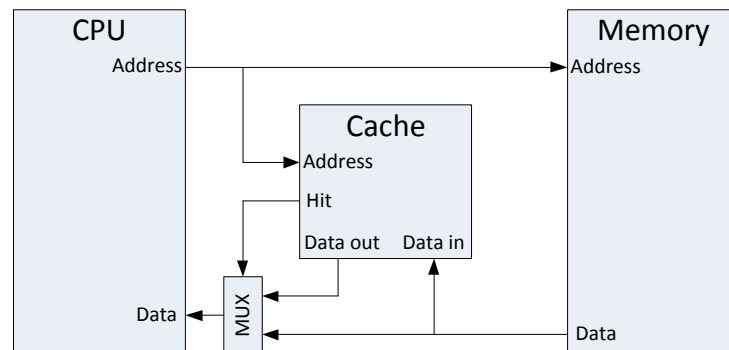 CPU
Memory
Address
Address
Cache
Address
Hit
Data out
Data in
MUX
Data
Data